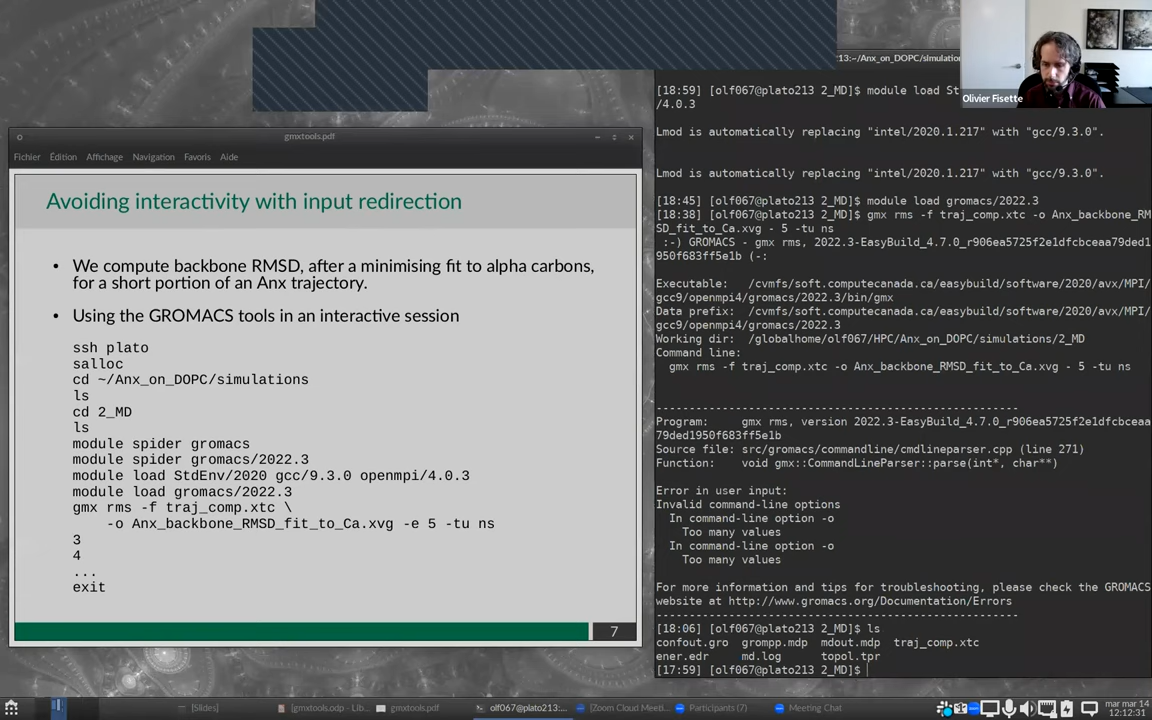 gmxtools.pdf
Fichier Édition Affichage Navigation Favoris Aide
Avoiding interactivity with input redirection
• We compute backbone RMSD, after a minimising fit to alpha carbons,
for a short portion of an Anx trajectory.
• Using the GROMACS tools in an interactive session
ssh plato
salloc
cd ~/Anx_on_DOPC/simulations
ls
cd 2_MD
ls
module spider gromacs
module spider gromacs/2022.3
module load StdEnv/2020 gcc/9.3.0 openmpi/4.0.3
module load gromacs/2022.3
gmx rms -f traj_comp.xtc \
-o Anx_backbone_RMSD_fit_to_Ca.xvg -e 5 -tu ns
3
4
...
exit
7
13:~/Anx_on_DOPC/simulation
Olivier Fisette
[18:59] [olf067@plato213 2_MD]$ module load St
/4.0.3
Lmod is automatically replacing "intel/2020.1.217" with "gcc/9.3.0".
Lmod is automatically replacing "intel/2020.1.217" with "gcc/9.3.0".
[18:45] [olf067@plato213 2_MD]$ module load gromacs/2022.3
[18:38] [olf067@plato213 2_MD]$ gmx rms -f traj_comp.xtc -o Anx_backbone_RM
SD_fit_to_Ca.xvg - 5 -tu ns
:-) GROMACS - gmx rms, 2022.3-EasyBuild_4.7.0_r906ea5725f2e1dfcbceaa79ded1
950f683ff5e1b (-:
Executable: /cvmfs/soft.computecanada.ca/easybuild/software/2020/avx/MPI/
gcc9/openmpi4/gromacs/2022.3/bin/gmx
Data prefix: /cvmfs/soft.computecanada.ca/easybuild/software/2020/avx/MPI/
gcc9/openmpi4/gromacs/2022.3
Working dir: /globalhome/olf067/HPC/Anx_on_DOPC/simulations/2_MD
Command line:
gmx rms -f traj_comp.xtc -o Anx_backbone_RMSD_fit_to_Ca.xvg - 5 -tu ns
-------------------------------------------------------
Program: gmx rms, version 2022.3-EasyBuild_4.7.0_r906ea5725f2e1dfcbceaa
79ded1950f683ff5e1b
Source file: src/gromacs/commandline/cmdlineparser.cpp (line 271)
Function: void gmx::CommandLineParser::parse(int*, char**)
Error in user input:
Invalid command-line options
In command-line option -o
Too many values
In command-line option -o
Too many values
For more information and tips for troubleshooting, please check the GROMACS
website at http://www.gromacs.org/Documentation/Errors
-------------------------------------------------------
[18:06] [olf067@plato213 2_MD]$ ls
confout.gro grompp.mdp mdout.mdp traj_comp.xtc
ener.edr md.log topol.tpr
[17:59] [olf067@plato213 2_MD]$
[Slides] [gmxtools.odp - Lib... gmxtools.pdf olf067@plato213:... [Zoom Cloud Meeti... Participants (7) Meeting Chat
mar mar 14
12:12:31